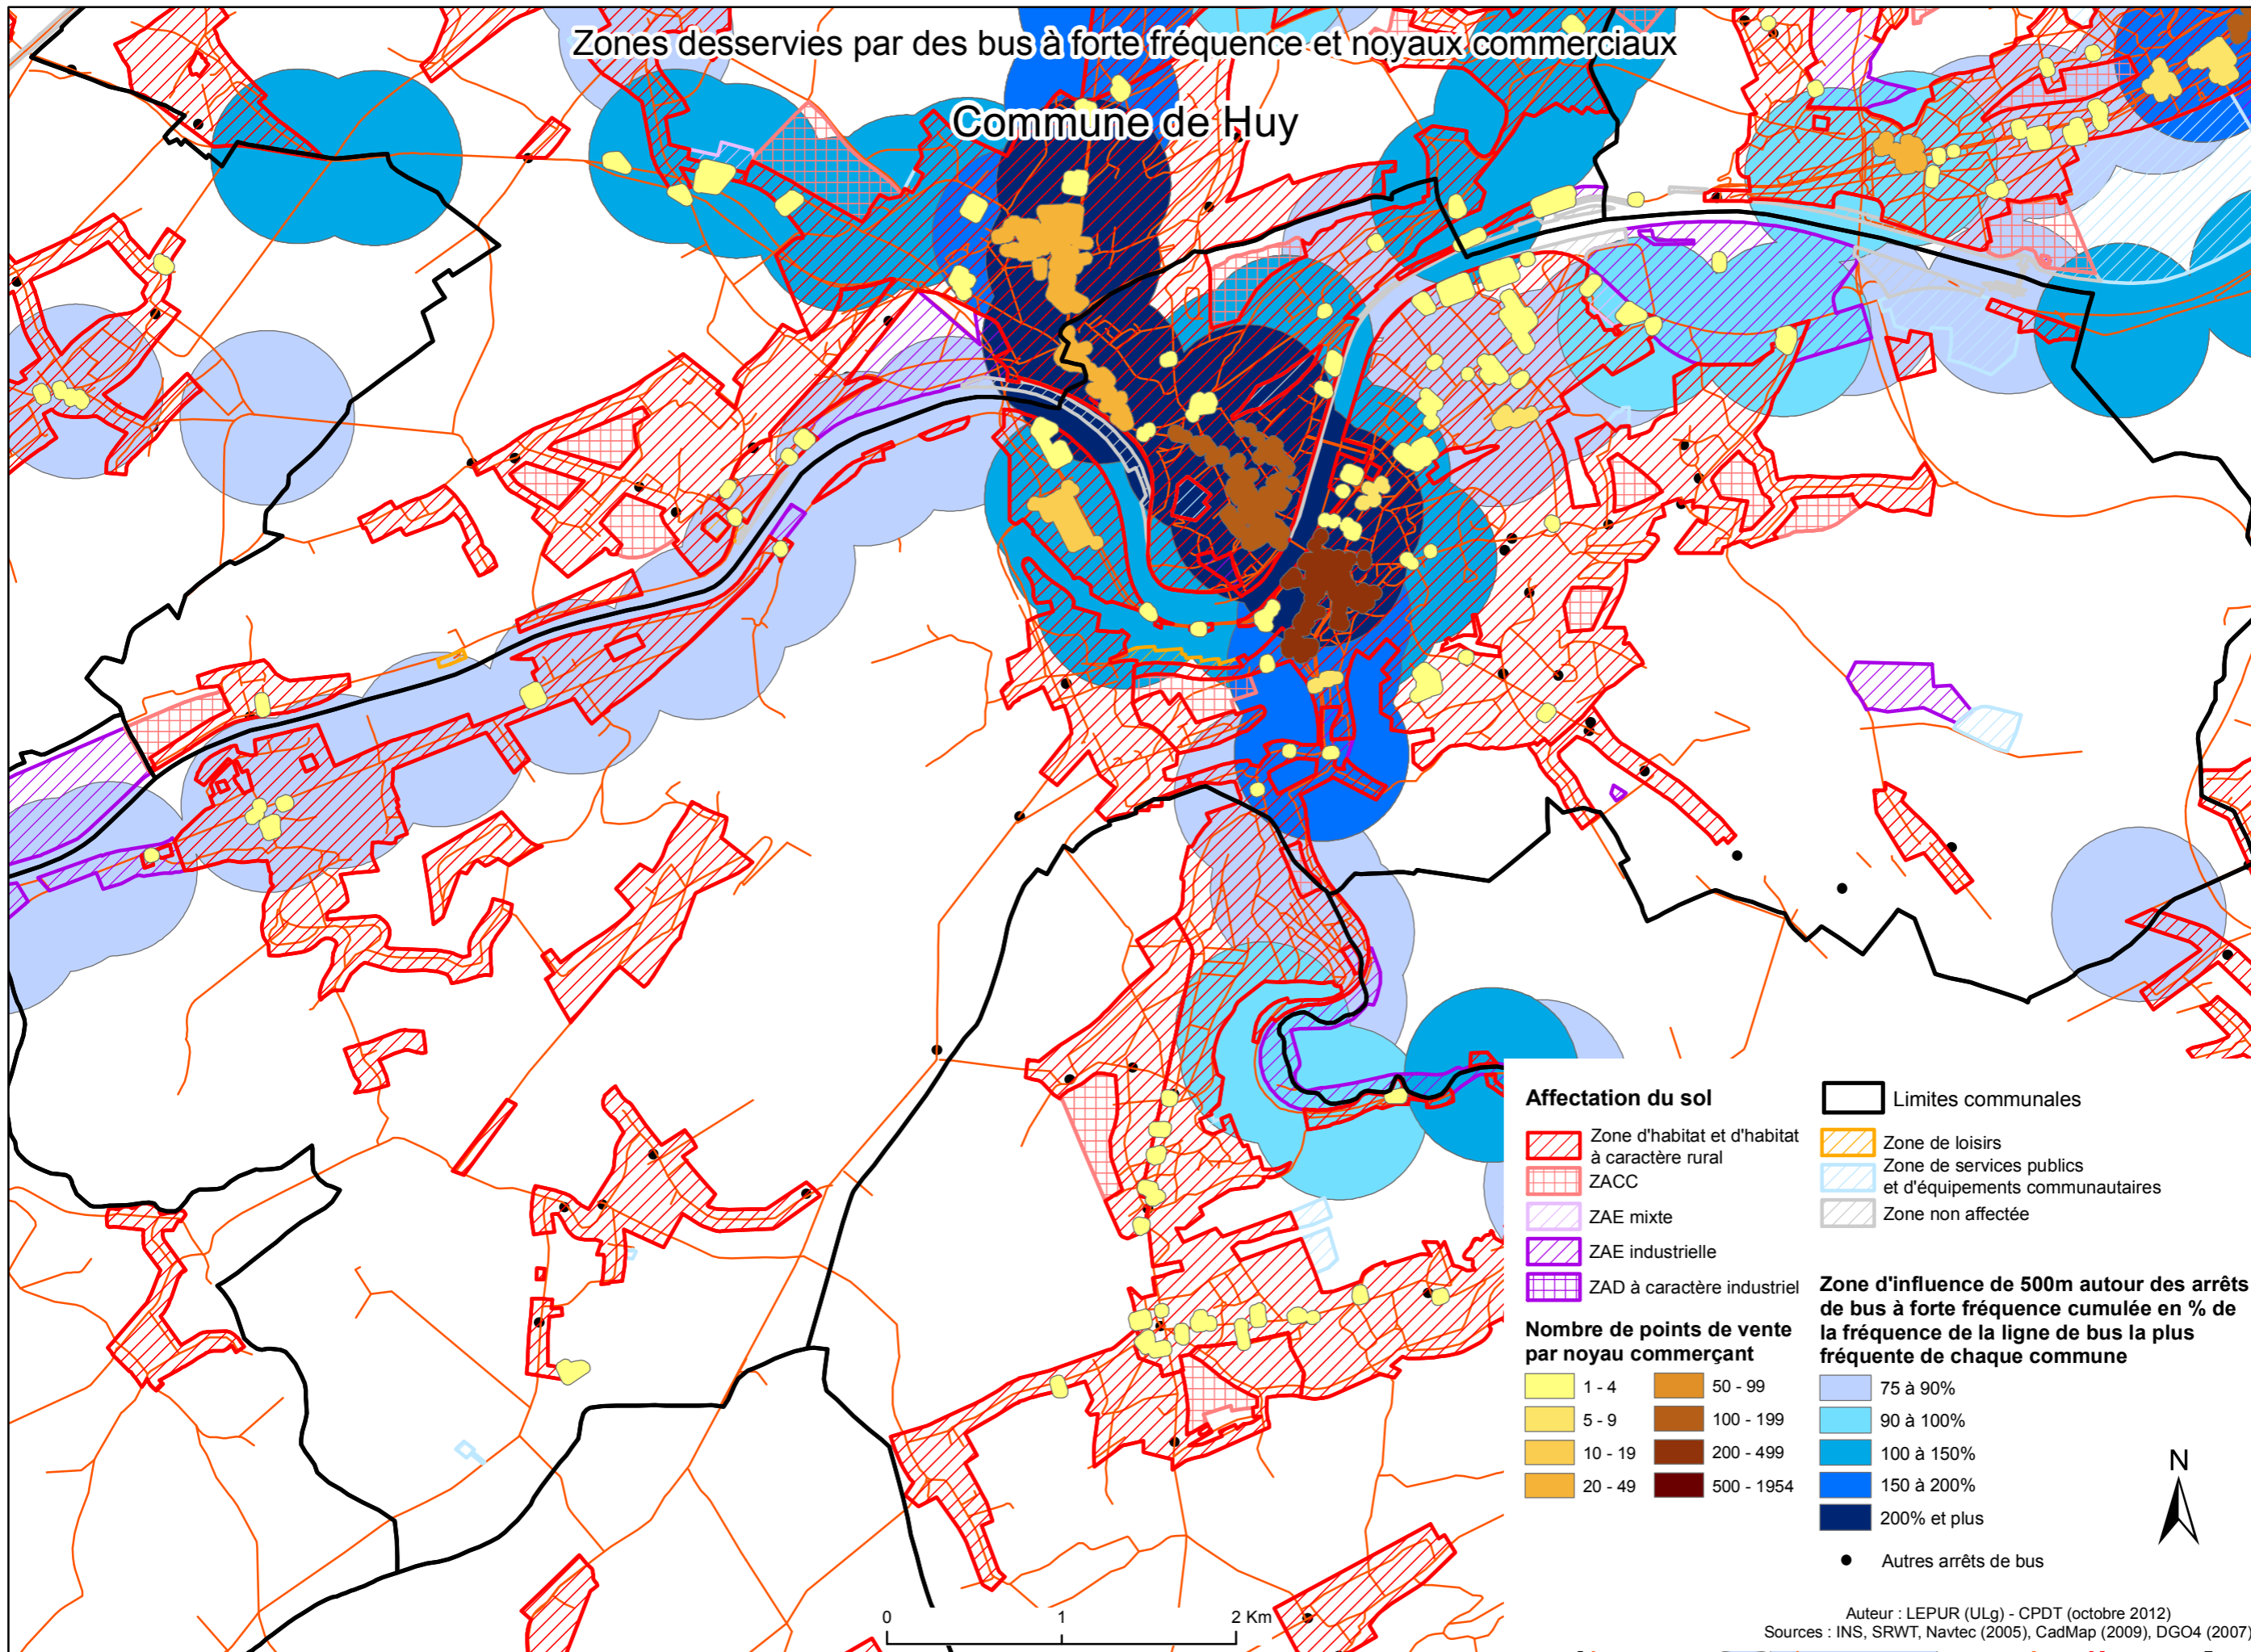 Zones desservies par des bus à forte fréquence et noyaux commerciaux
Commune de Huy
Affectation du sol
Zone d'habitat et d'habitat
à caractère rural
ZACC
ZAE mixte
ZAE industrielle
ZAD à caractère industriel
Nombre de points de vente
par noyau commerçant
1 - 4
5 - 9
10 - 19
20 - 49
50 - 99
100 - 199
200 - 499
500 - 1954
Limites communales
Zone de loisirs
Zone de services publics
et d'équipements communautaires
Zone non affectée
Zone d'influence de 500m autour des arrêts
de bus à forte fréquence cumulée en % de
la fréquence de la ligne de bus la plus
fréquente de chaque commune
75 à 90%
90 à 100%
100 à 150%
150 à 200%
200% et plus
Autres arrêts de bus
N
0 1 2 Km
Auteur : LEPUR (ULg) - CPDT (octobre 2012)
Sources : INS, SRWT, Navtec (2005), CadMap (2009), DGO4 (2007)